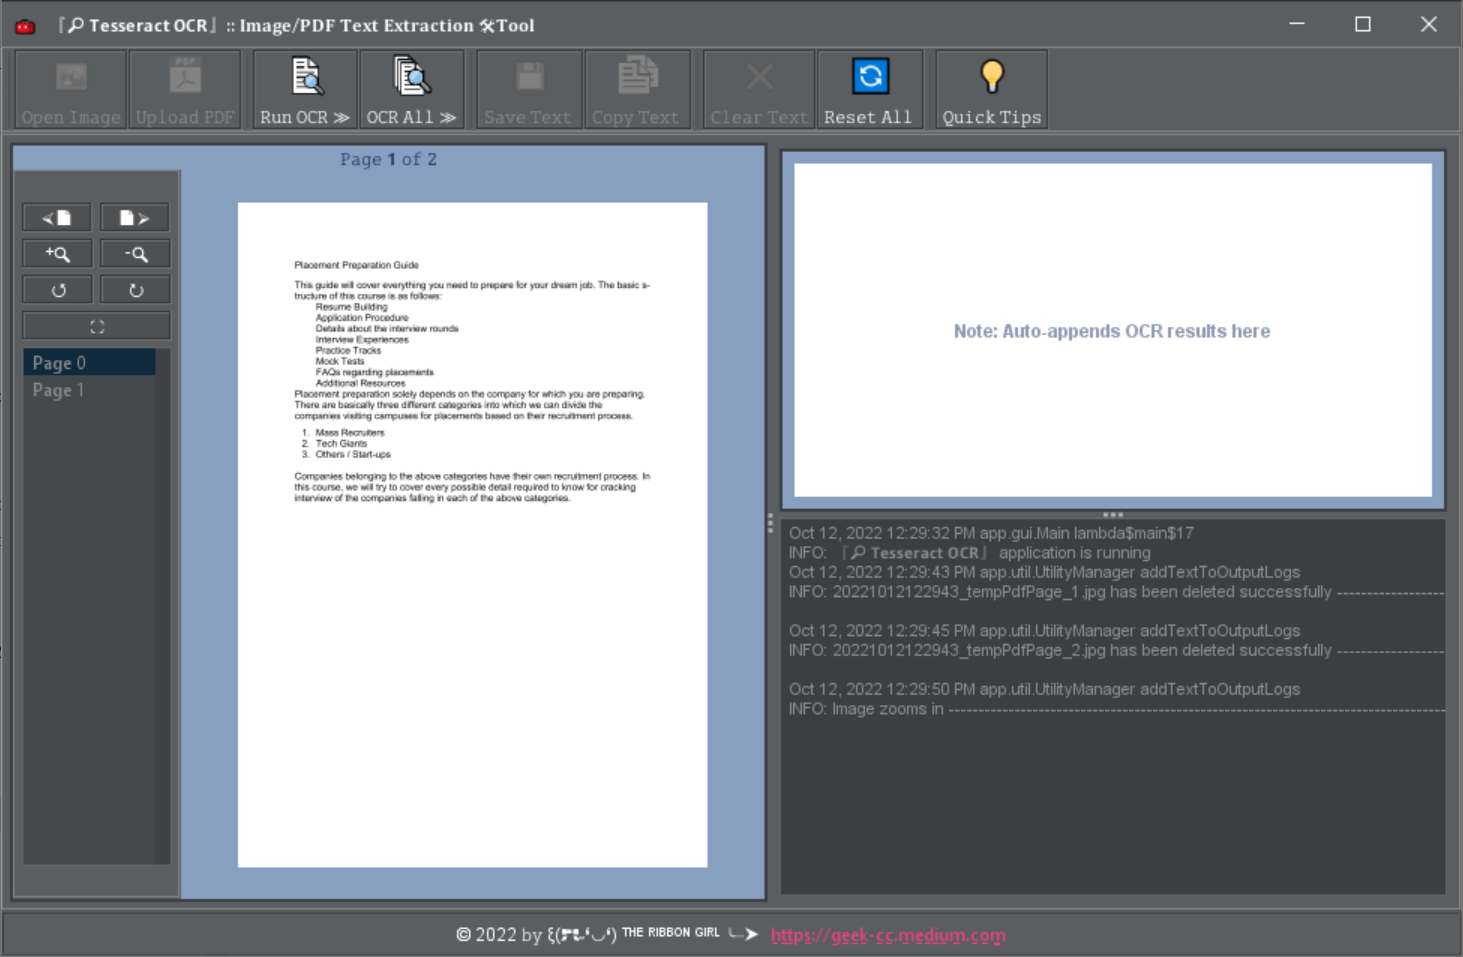 『🔎 Tesseract OCR』 :: Image/PDF Text Extraction 🛠Tool
Open Image Upload PDF Run OCR ≫ OCR All ≫ Save Text Copy Text Clear Text Reset All Quick Tips
PDF
Page 1 of 2
Page 0
Page 1
Placement Preparation Guide
This guide will cover everything you need to prepare for your dream job. The basic s-
tructure of this course is as follows:
Resume Building
Application Procedure
Details about the interview rounds
Interview Experiences
Practice Tracks
Mock Tests
FAQs regarding placements
Additional Resources
Placement preparation solely depends on the company for which you are preparing.
There are basically three different categories into which we can divide the
companies visiting campuses for placements based on their recruitment process.
1. Mass Recruiters
2. Tech Giants
3. Others / Start-ups
Companies belonging to the above categories have their own recruitment process. In
this course, we will try to cover every possible detail required to know for cracking
interview of the companies falling in each of the above categories.
Note: Auto-appends OCR results here
Oct 12, 2022 12:29:32 PM app.gui.Main lambda$main$17
INFO: 『🔎 Tesseract OCR』 application is running
Oct 12, 2022 12:29:43 PM app.util.UtilityManager addTextToOutputLogs
INFO: 20221012122943_tempPdfPage_1.jpg has been deleted successfully ------------------
Oct 12, 2022 12:29:45 PM app.util.UtilityManager addTextToOutputLogs
INFO: 20221012122943_tempPdfPage_2.jpg has been deleted successfully ------------------
Oct 12, 2022 12:29:50 PM app.util.UtilityManager addTextToOutputLogs
INFO: Image zooms in -----------------------------------------------------------------------------------
© 2022 by THE RIBBON GIRL https://geek-cc.medium.com